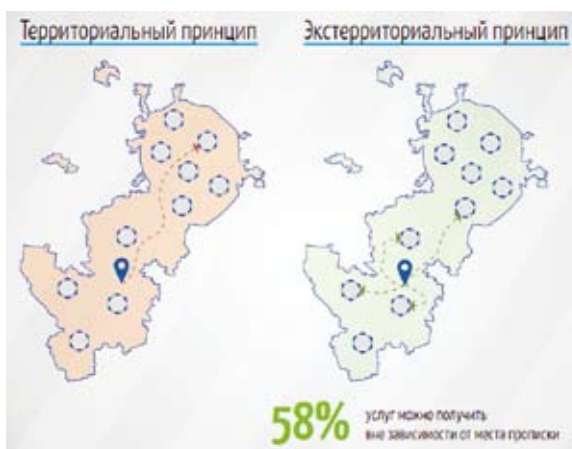 Территориальный принцип
Экстерриториальный принцип
58%
услуг можно получить
вне зависимости от места прописки